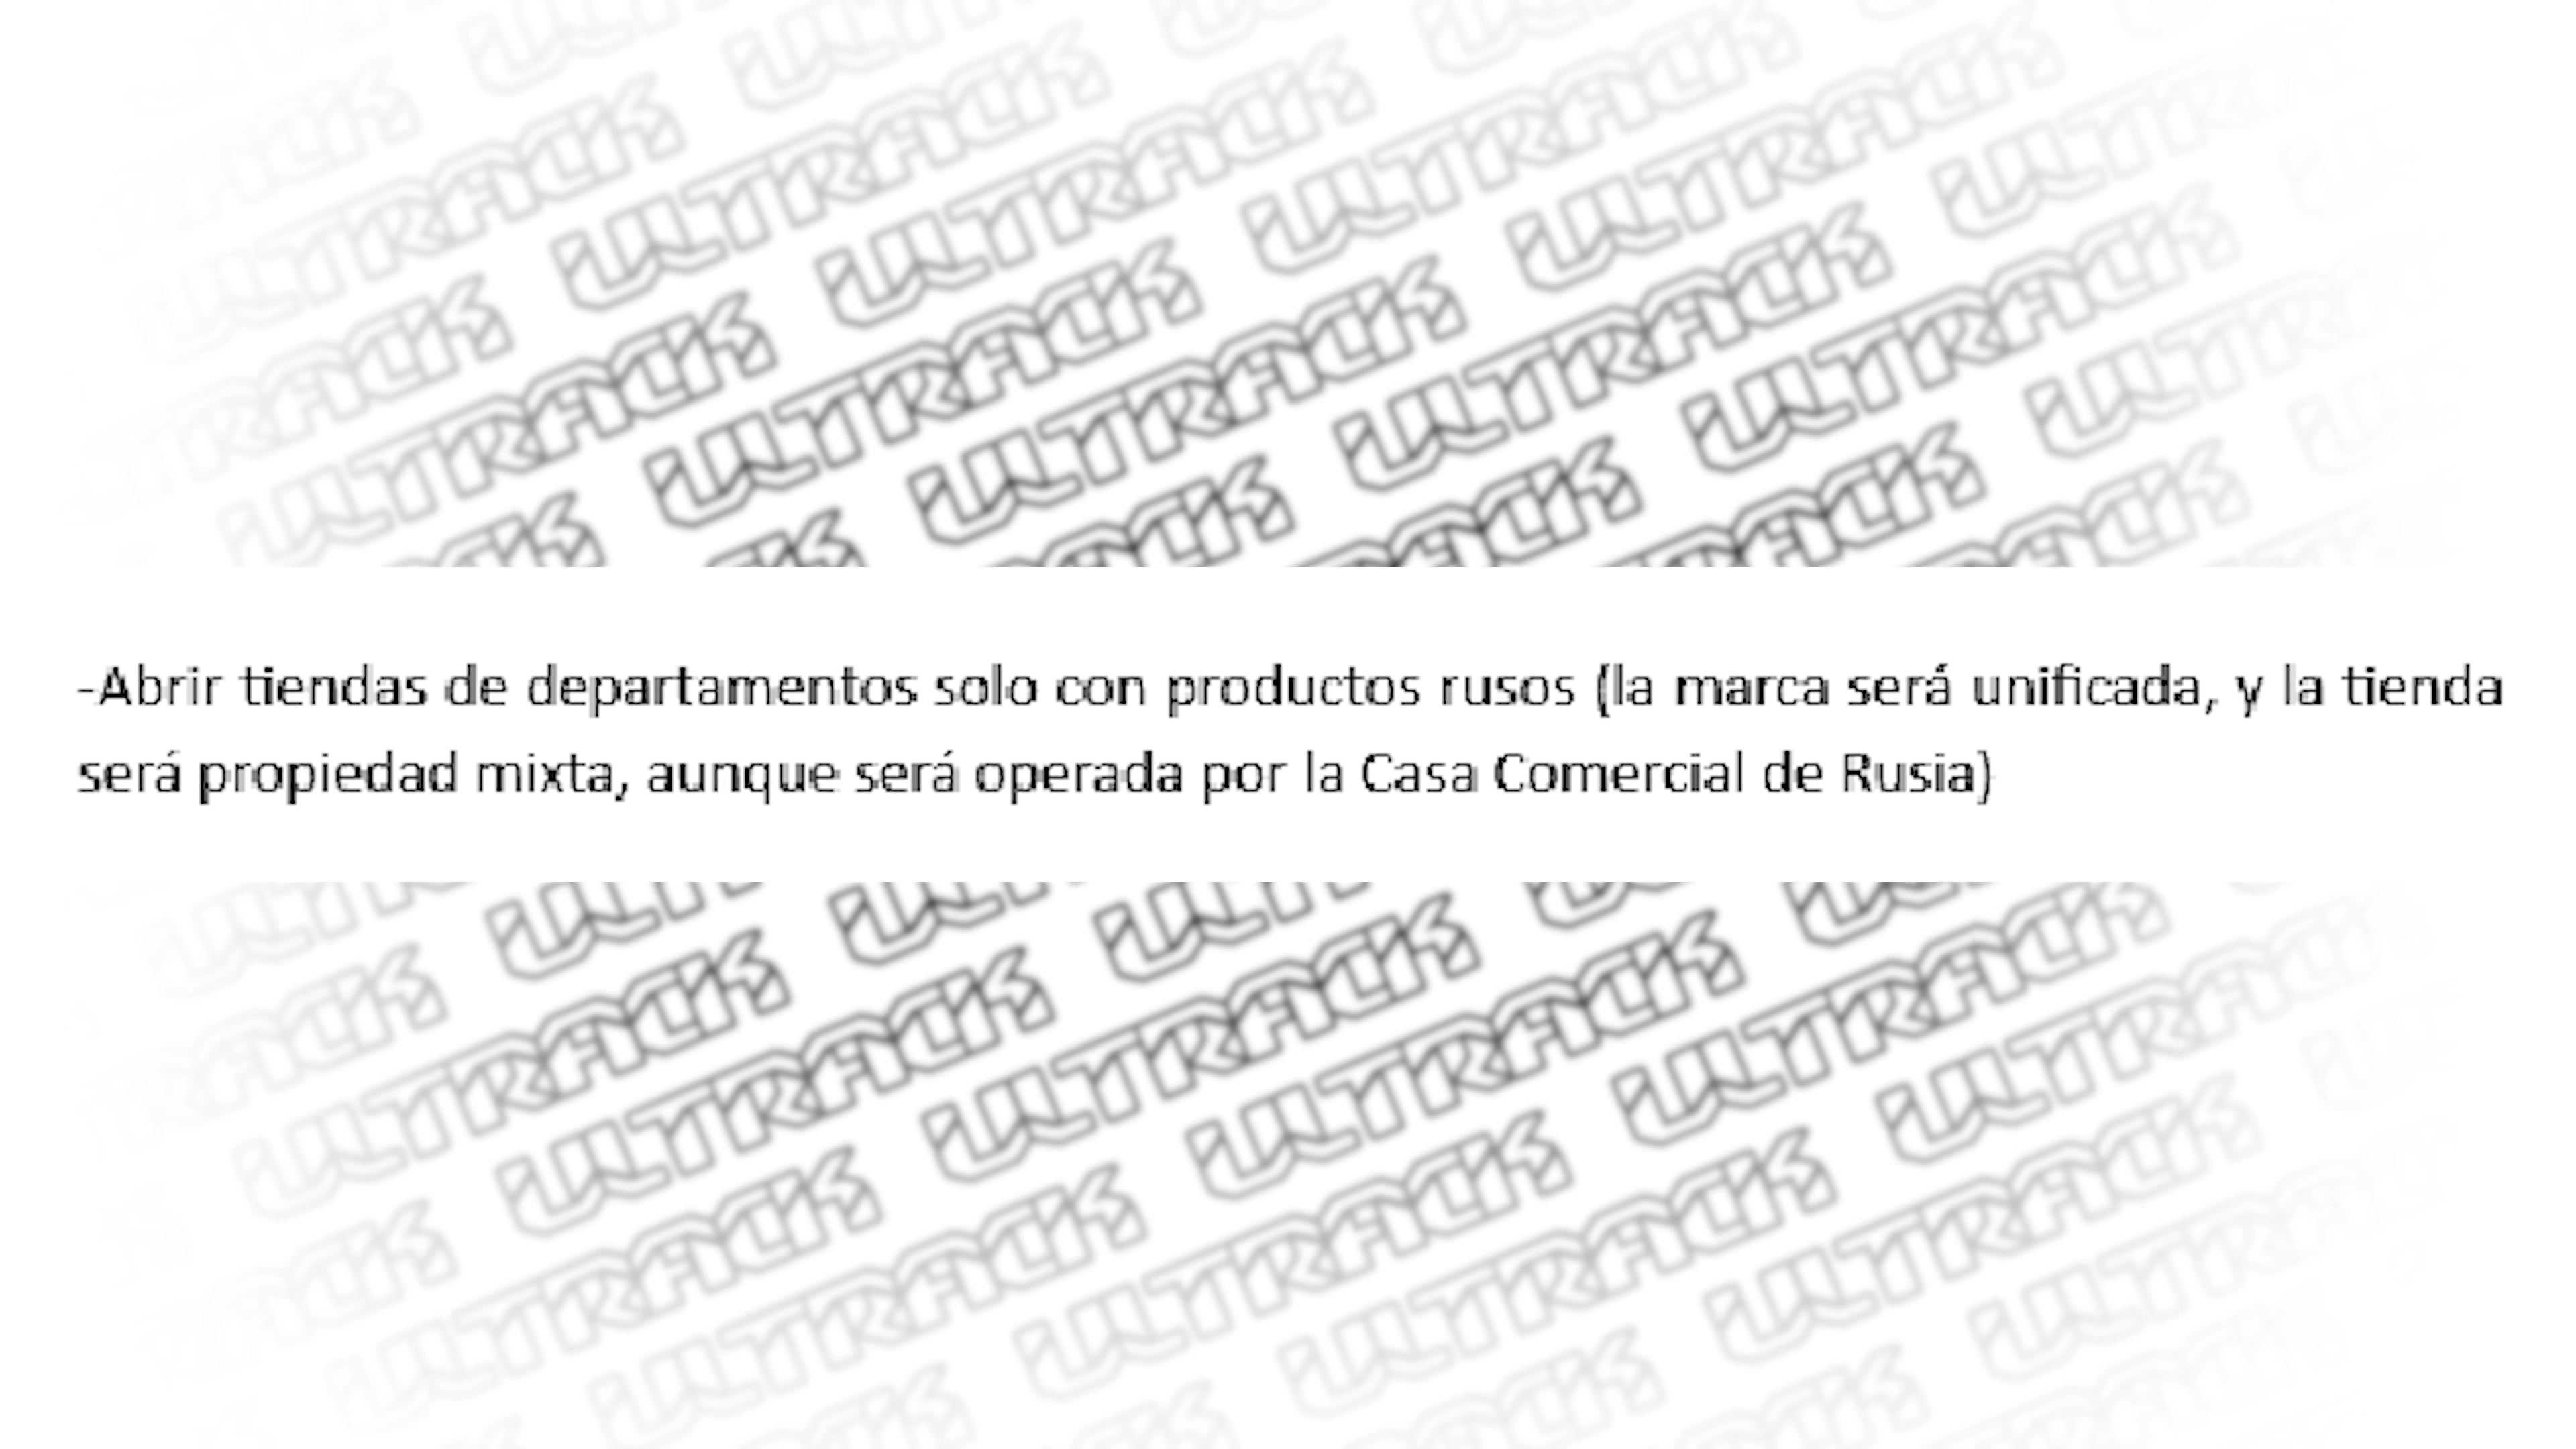 -Abrir tiendas de departamentos solo con productos rusos (la marca será unificada, y la tienda
será propiedad mixta, aunque será operada por la Casa Comercial de Rusia)